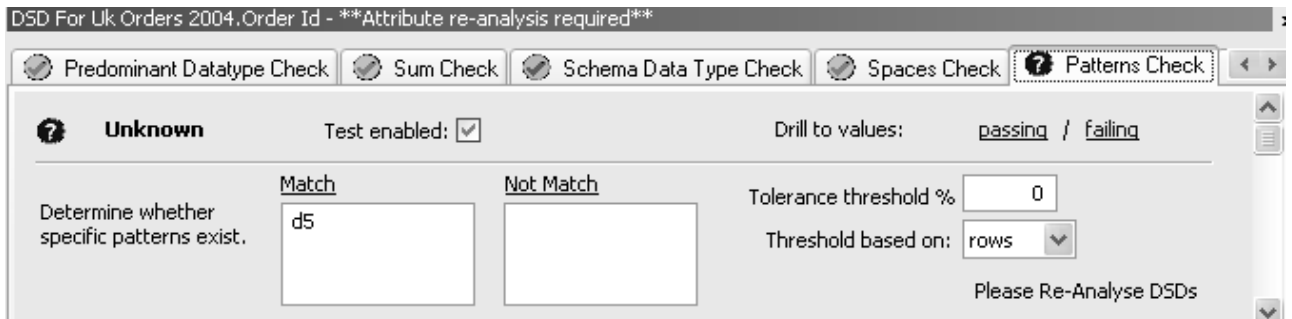 DSD For Uk Orders 2004.Order Id - **Attribute re-analysis required**
Predominant Datatype Check Sum Check Schema Data Type Check Spaces Check Patterns Check
Unknown Test enabled: Drill to values: passing / failing
Match Not Match
Tolerance threshold % 0
Determine whether
specific patterns exist.
d5
Threshold based on: rows
Please Re-Analyse DSDs